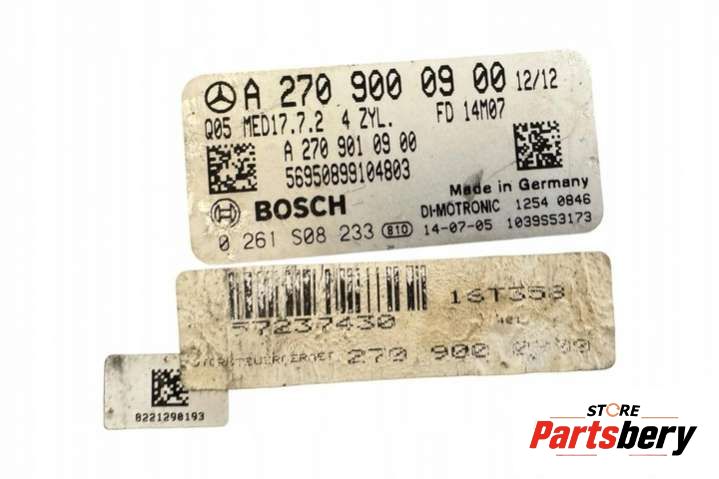 A 270 900 09 00 12/12
Q05 MED17.7.2 4 ZYL. FD 14M07
A 270 901 09 00
56950899104803
Made in Germany
BOSCH DI-MOTRONIC 1254 0846
0 261 S08 233 810 14-07-05 1039S53173
57237430 16T358
270 900
8221290193
STORE
Partsbery